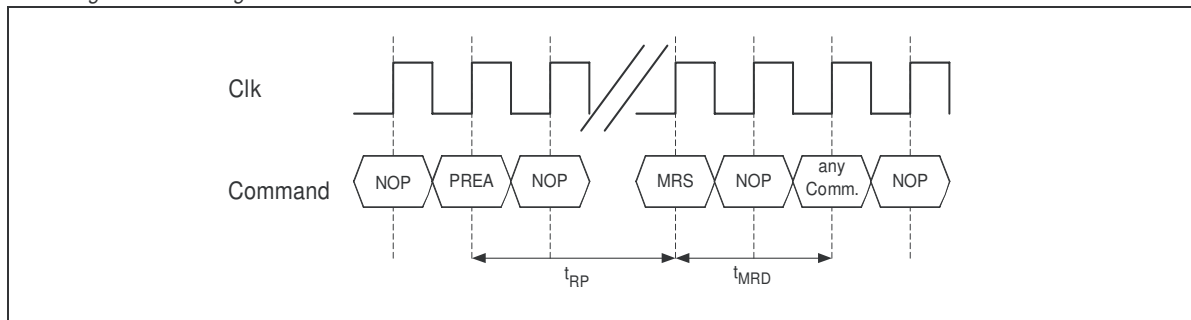 Clk
Command
NOP PREA NOP MRS NOP any Comm. NOP
tRP tMRD